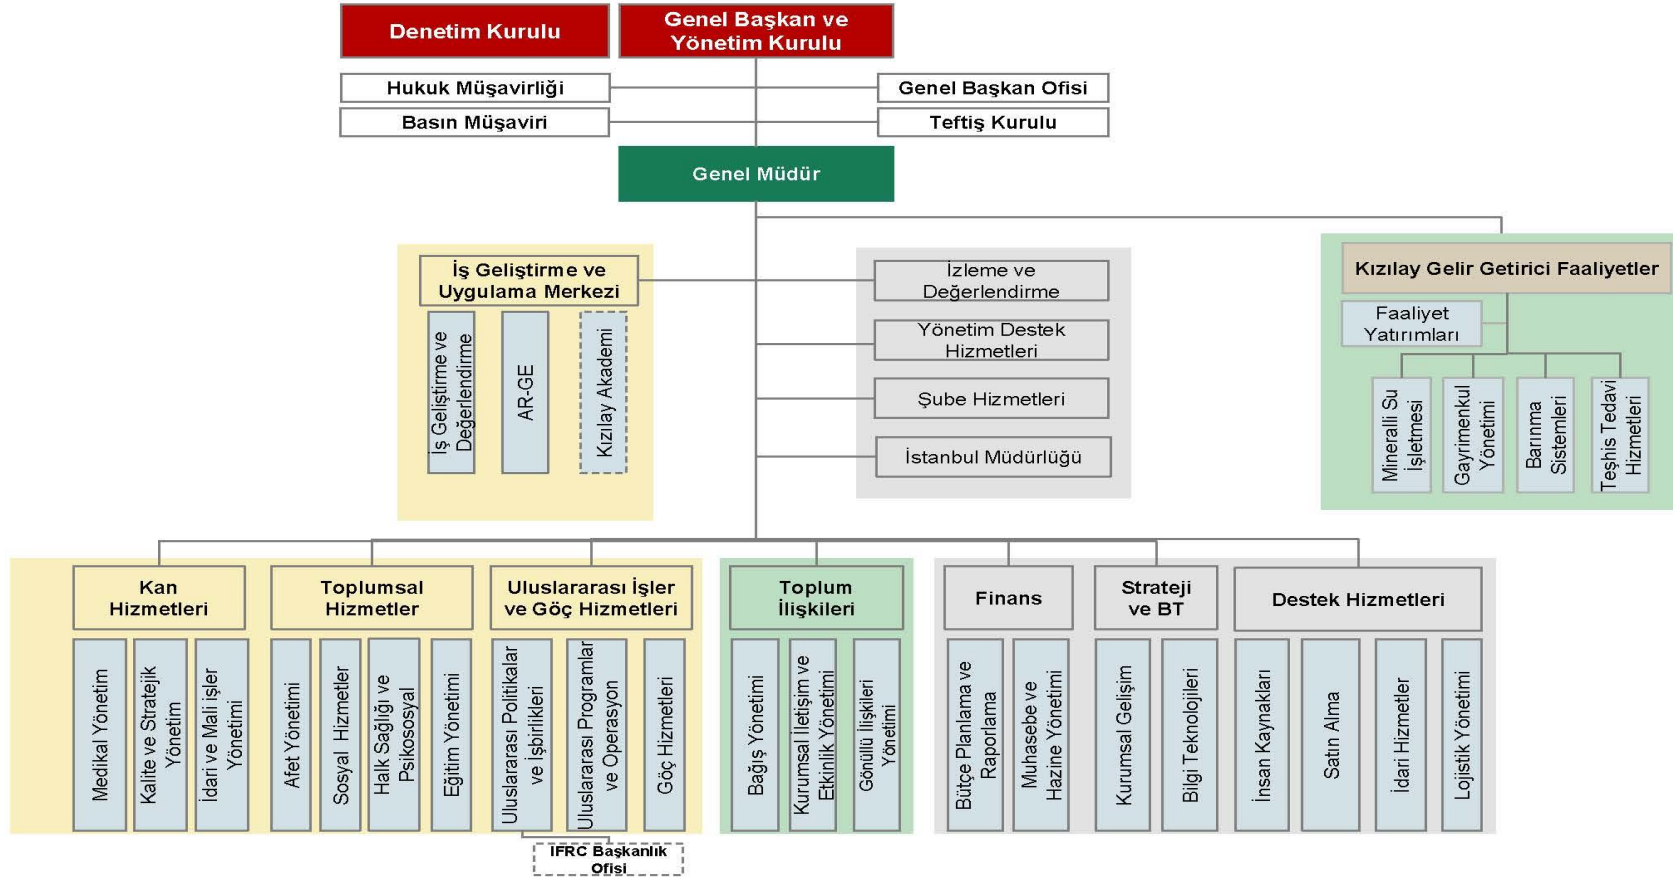 Denetim Kurulu
Genel Başkan ve
Yönetim Kurulu
Hukuk Müşavirliği
Genel Başkan Ofisi
Basın Müşaviri
Teftiş Kurulu
Genel Müdür
İş Geliştirme ve
Uygulama Merkezi
İş Geliştirme ve
Değerlendirme
AR-GE
Kızılay Akademi
İzleme ve
Değerlendirme
Yönetim Destek
Hizmetleri
Şube Hizmetleri
İstanbul Müdürlüğü
Kızılay Gelir Getirici Faaliyetler
Faaliyet
Yatırımları
Mineralli Su
İşletmesi
Gayrimenkul
Yönetimi
Barınma
Sistemleri
Teşhis Tedavi
Hizmetleri
Kan
Hizmetleri
Medikal Yönetim
Kalite ve Stratejik
Yönetim
İdari ve Mali işler
Yönetimi
Toplumsal
Hizmetler
Afet Yönetimi
Sosyal Hizmetler
Halk Sağlığı ve
Psikosoyal
Eğitim Yönetimi
Uluslararası İşler
ve Göç Hizmetleri
Uluslararası Politikalar
ve İşbirlikleri
Uluslararası Programlar
ve Operasyon
Göç Hizmetleri
IFRC Başkanlık
Ofisi
Toplum
İlişkileri
Bağış Yönetimi
Kurumsal İletişim ve
Etkinlik Yönetimi
Gönüllü İlişkileri
Yönetimi
Finans
Bütçe Planlama ve
Raporlama
Muhasebe ve
Hazine Yönetimi
Strateji
ve BT
Kurumsal Gelişim
Bilgi Teknolojileri
Destek Hizmetleri
İnsan Kaynakları
Satın Alma
İdari Hizmetler
Lojistik Yönetimi